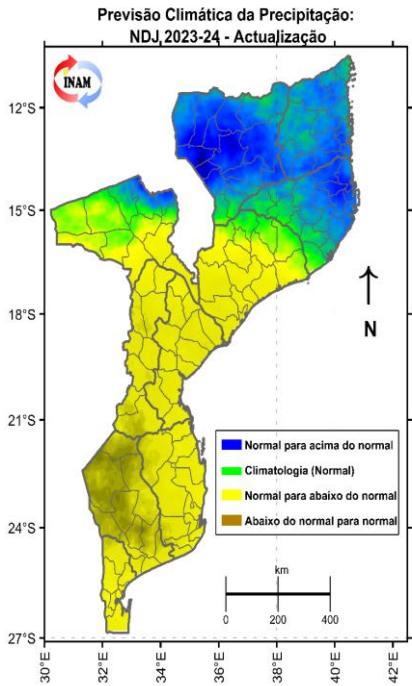 Previsão Climática da Precipitação:
NDJ 2023-24 - Actualização
INAM
12°S
15°S
18°S
21°S
24°S
27°S
N
Normal para acima do normal
Climatologia (Normal)
Normal para abaixo do normal
Abaixo do normal para normal
km
0 200 400
30°E 32°E 34°E 36°E 38°E 40°E 42°E